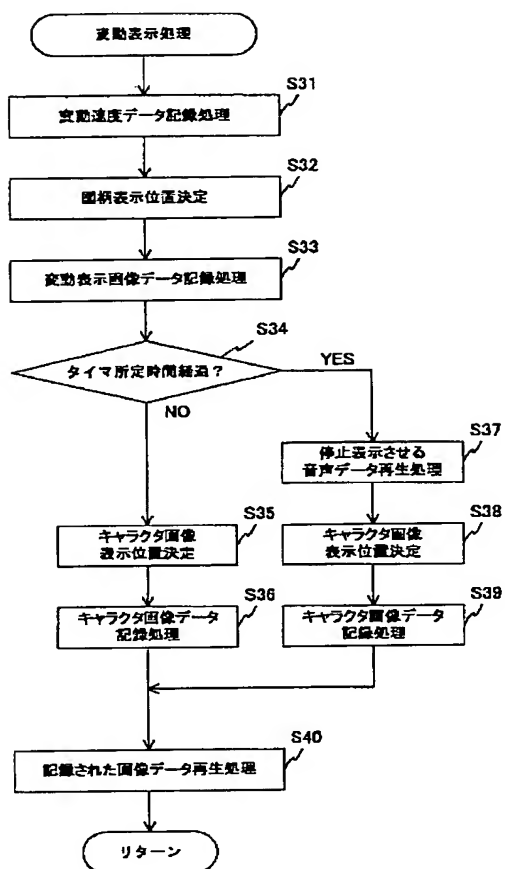 変動表示処理
S31
変動速度データ記録処理
S32
図柄表示位置決定
S33
変動表示画像データ記録処理
S34
タイマ所定時間経過?
YES
NO
S37
停止表示させる
音声データ再生処理
S35
キャラクタ画像
表示位置決定
S38
キャラクタ画像
表示位置決定
S36
キャラクタ画像データ
記録処理
S39
キャラクタ画像データ
記録処理
S40
記録された画像データ再生処理
リターン